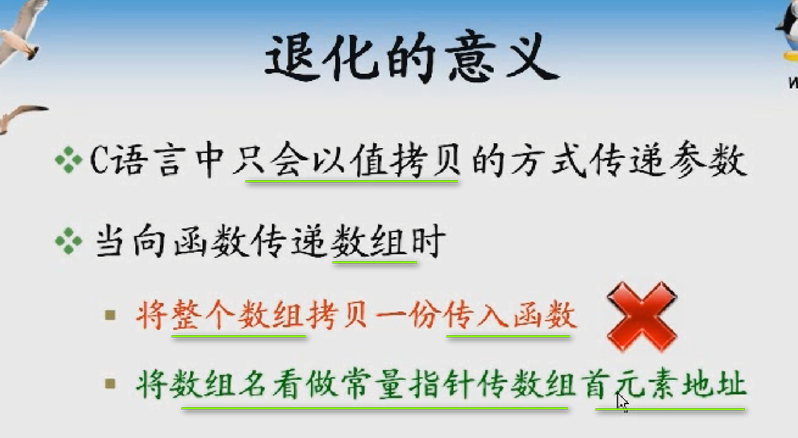 退化的意义
C语言中只会以值拷贝的方式传递参数
当向函数传递数组时
将整个数组拷贝一份传入函数
将数组名看做常量指针传数组首元素地址